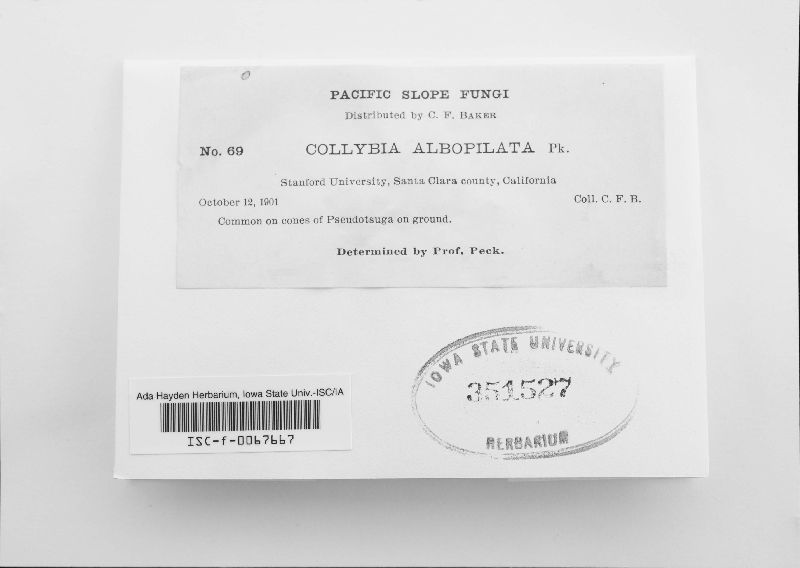 PACIFIC SLOPE FUNGI
Distributed by C. F. BAKER
No. 69 COLLYBIA ALBOPILATA Pk.
Stanford University, Santa Clara county, California
October 12, 1901 Coll. C. F. B.
Common on cones of Pseudotsuga on ground.
Determined by Prof. Peck.
IOWA STATE UNIVERSITY
351527
HERBARIUM
Ada Hayden Herbarium, Iowa State Univ.-ISC/IA
ISC-f-0067667